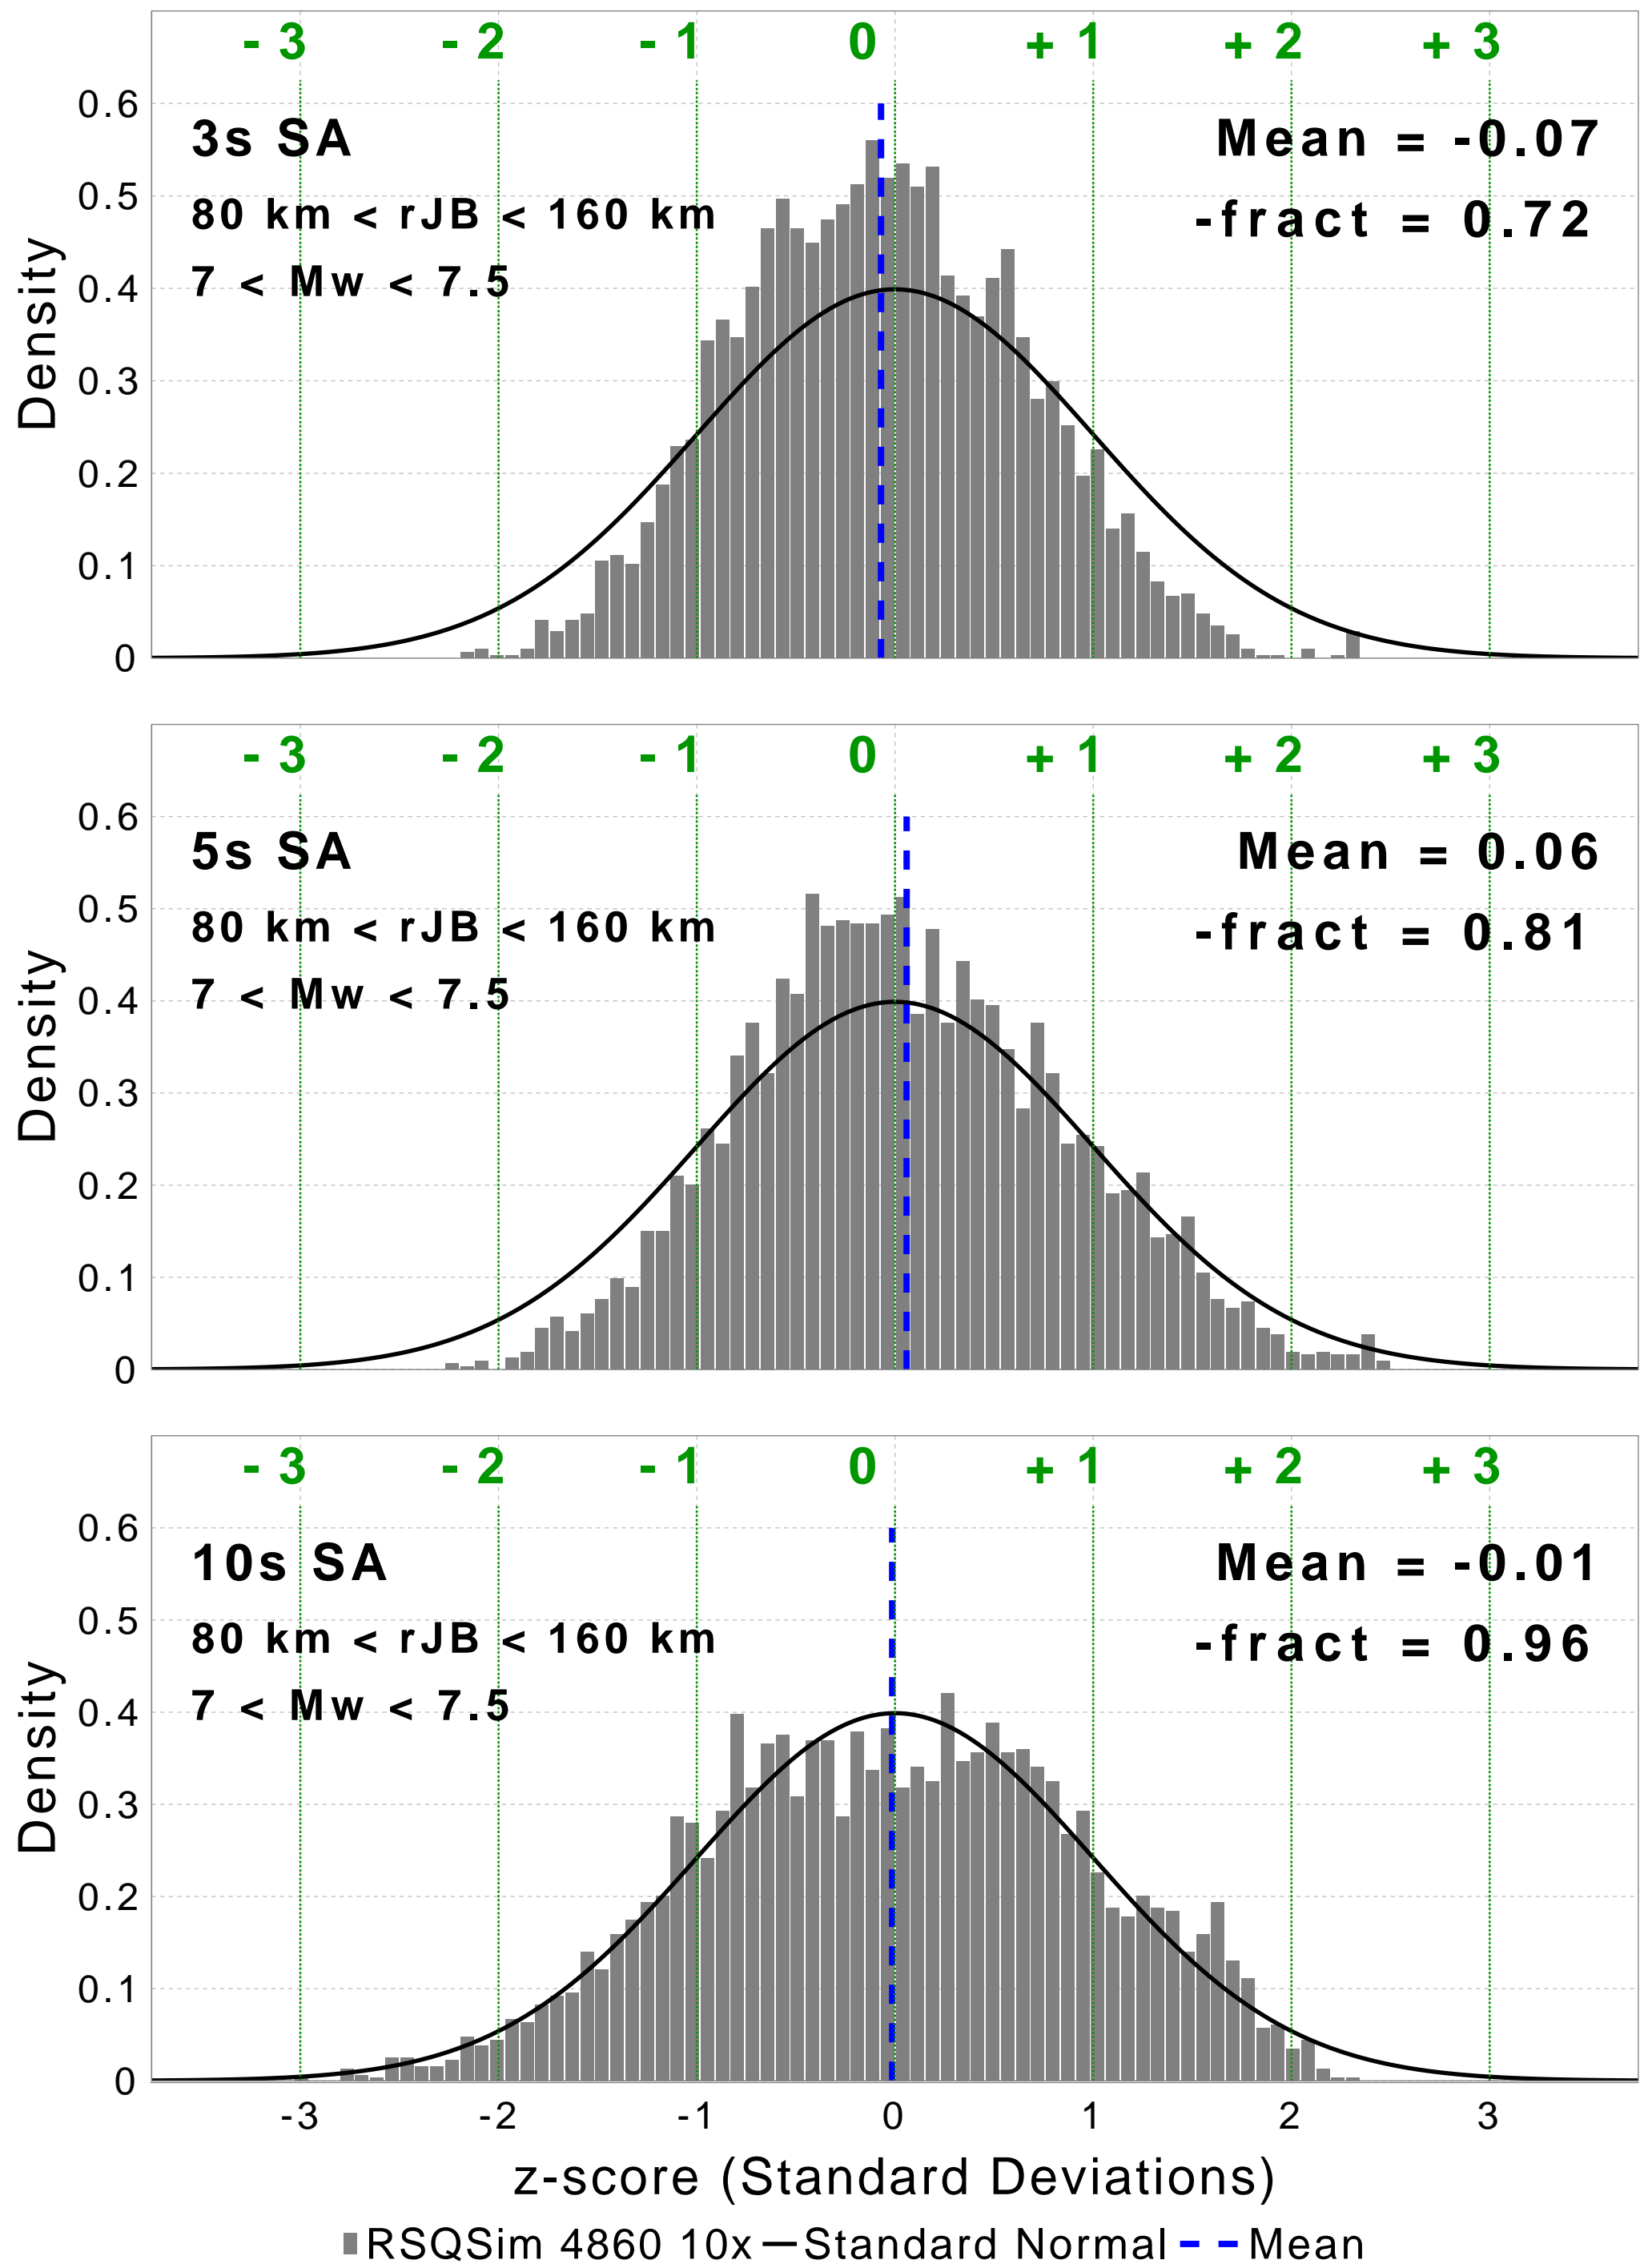 - 3 - 2 - 1 0 + 1 + 2 + 3
0.6
0.5
0.4
0.3
0.2
0.1
0
Density
3s SA
80 km < rJB < 160 km
7 < Mw < 7.5
Mean = -0.07
-fract = 0.72
- 3 - 2 - 1 0 + 1 + 2 + 3
0.6
0.5
0.4
0.3
0.2
0.1
0
Density
5s SA
80 km < rJB < 160 km
7 < Mw < 7.5
Mean = 0.06
-fract = 0.81
- 3 - 2 - 1 0 + 1 + 2 + 3
0.6
0.5
0.4
0.3
0.2
0.1
0
Density
10s SA
80 km < rJB < 160 km
7 < Mw < 7.5
Mean = -0.01
-fract = 0.96
-3 -2 -1 0 1 2 3
z-score (Standard Deviations)
RSQSim 4860 10x Standard Normal Mean